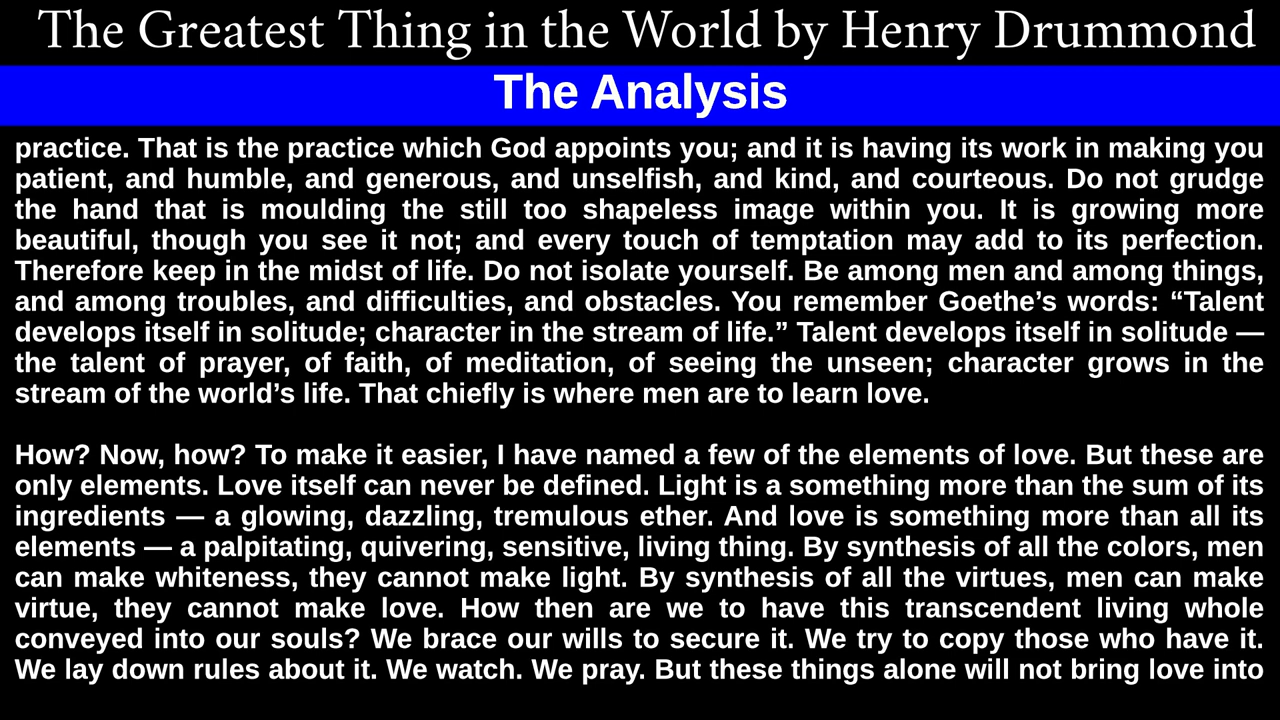 The Greatest Thing in the World by Henry Drummond
The Analysis
practice. That is the practice which God appoints you; and it is having its work in making you
patient, and humble, and generous, and unselfish, and kind, and courteous. Do not grudge
the hand that is moulding the still too shapeless image within you. It is growing more
beautiful, though you see it not; and every touch of temptation may add to its perfection.
Therefore keep in the midst of life. Do not isolate yourself. Be among men and among things,
and among troubles, and difficulties, and obstacles. You remember Goethe’s words: “Talent
develops itself in solitude; character in the stream of life.” Talent develops itself in solitude —
the talent of prayer, of faith, of meditation, of seeing the unseen; character grows in the
stream of the world’s life. That chiefly is where men are to learn love.
How? Now, how? To make it easier, I have named a few of the elements of love. But these are
only elements. Love itself can never be defined. Light is a something more than the sum of its
ingredients — a glowing, dazzling, tremulous ether. And love is something more than all its
elements — a palpitating, quivering, sensitive, living thing. By synthesis of all the colors, men
can make whiteness, they cannot make light. By synthesis of all the virtues, men can make
virtue, they cannot make love. How then are we to have this transcendent living whole
conveyed into our souls? We brace our wills to secure it. We try to copy those who have it.
We lay down rules about it. We watch. We pray. But these things alone will not bring love into